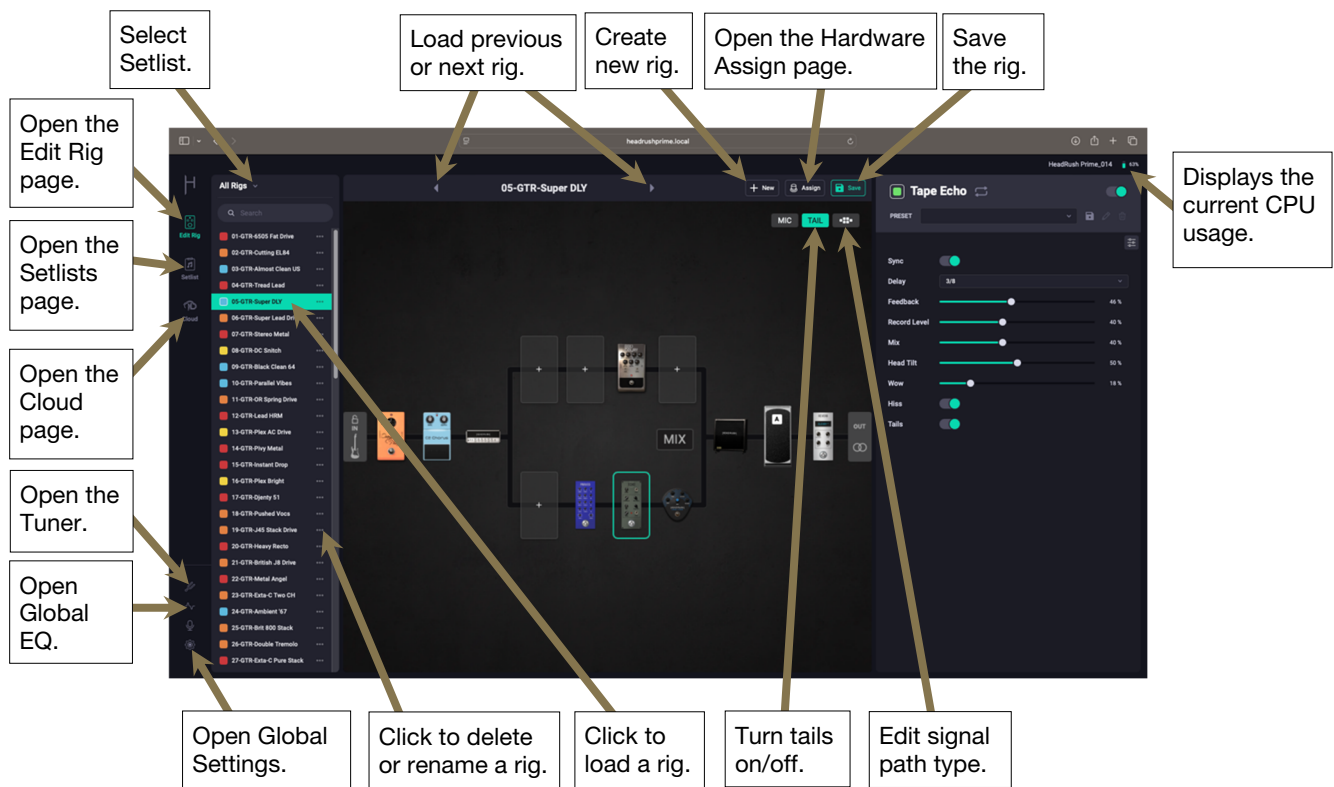 Select
Setlist.
Load previous
or next rig.
Create
new rig.
Open the Hardware
Assign page.
Save
the rig.
Open the
Edit Rig
page.
Open the
Setlists
page.
Open the
Cloud
page.
Open the
Tuner.
Open
Global
EQ.
Displays the
current CPU
usage.
headrushprime.local
HeadRush Prime_014
63%
Edit Rig
Setlist
Cloud
All Rigs
Search
01-GTR-6505 Fat Drive
02-GTR-Cutting EL84
03-GTR-Almost Clean US
04-GTR-Tread Lead
05-GTR-Super DLY
06-GTR-Super Lead Dri
07-GTR-Stereo Metal
08-GTR-DC Snitch
09-GTR-Black Clean 64
10-GTR-Parallel Vibes
11-GTR-OR Spring Drive
12-GTR-Lead HRM
13-GTR-Plex AC Drive
14-GTR-Pivy Metal
15-GTR-Instant Drop
16-GTR-Plex Bright
17-GTR-Djenty 51
18-GTR-Pushed Vocs
19-GTR-J45 Stack Drive
20-GTR-Heavy Recto
21-GTR-British J8 Drive
22-GTR-Metal Angel
23-GTR-Exta-C Two CH
24-GTR-Ambient '67
25-GTR-Brit 800 Stack
26-GTR-Double Tremolo
27-GTR-Exta-C Pure Stack
05-GTR-Super DLY
+ New
Assign
Save
MIC
TAIL
IN
MIX
A
OUT
Tape Echo
PRESET
Sync
Delay 3/8
Feedback 46 %
Record Level 40 %
Mix 40 %
Head Tilt 50 %
Wow 18 %
Hiss
Tails
Open Global
Settings.
Click to delete
or rename a rig.
Click to
load a rig.
Turn tails
on/off.
Edit signal
path type.